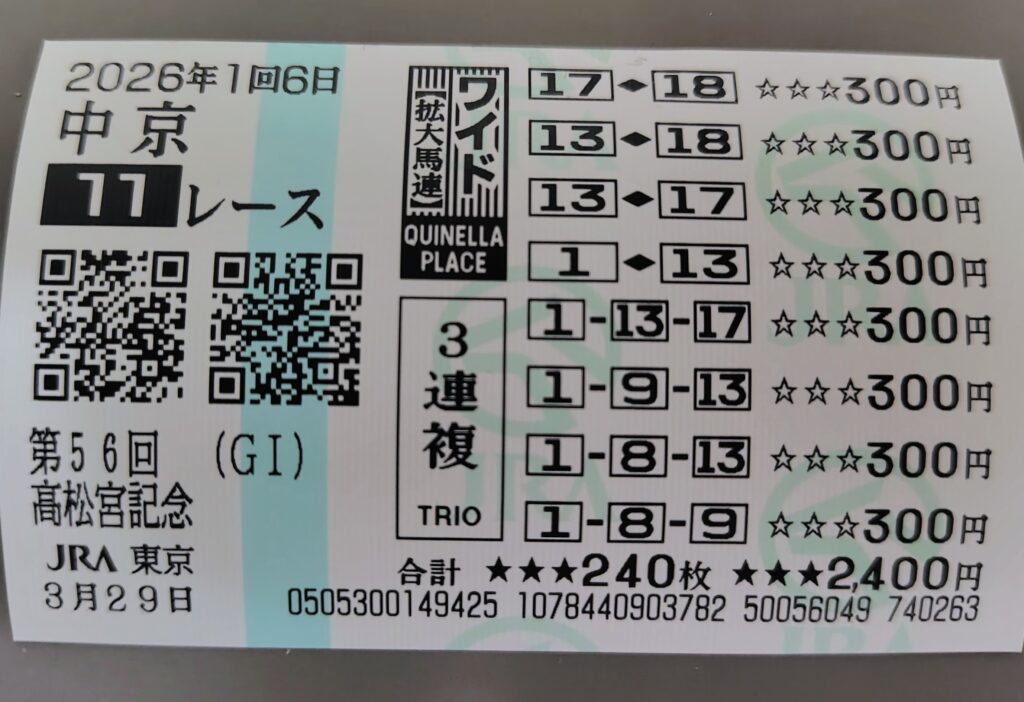 2026年1回6日
中京
11レース
第56回 (GI)
高松宮記念
JRA 東京
3月29日
ワイド
【拡大馬連】
QUINELLA
PLACE
17◆18 ☆☆☆300円
13◆18 ☆☆☆300円
13◆17 ☆☆☆300円
1◆13 ☆☆☆300円
3連複
TRIO
1-13-17 ☆☆☆300円
1-9-13 ☆☆☆300円
1-8-13 ☆☆☆300円
1-8-9 ☆☆☆300円
合計 ★★★240枚 ★★★2,400円
0505300149425 1078440903782 50056049 740263